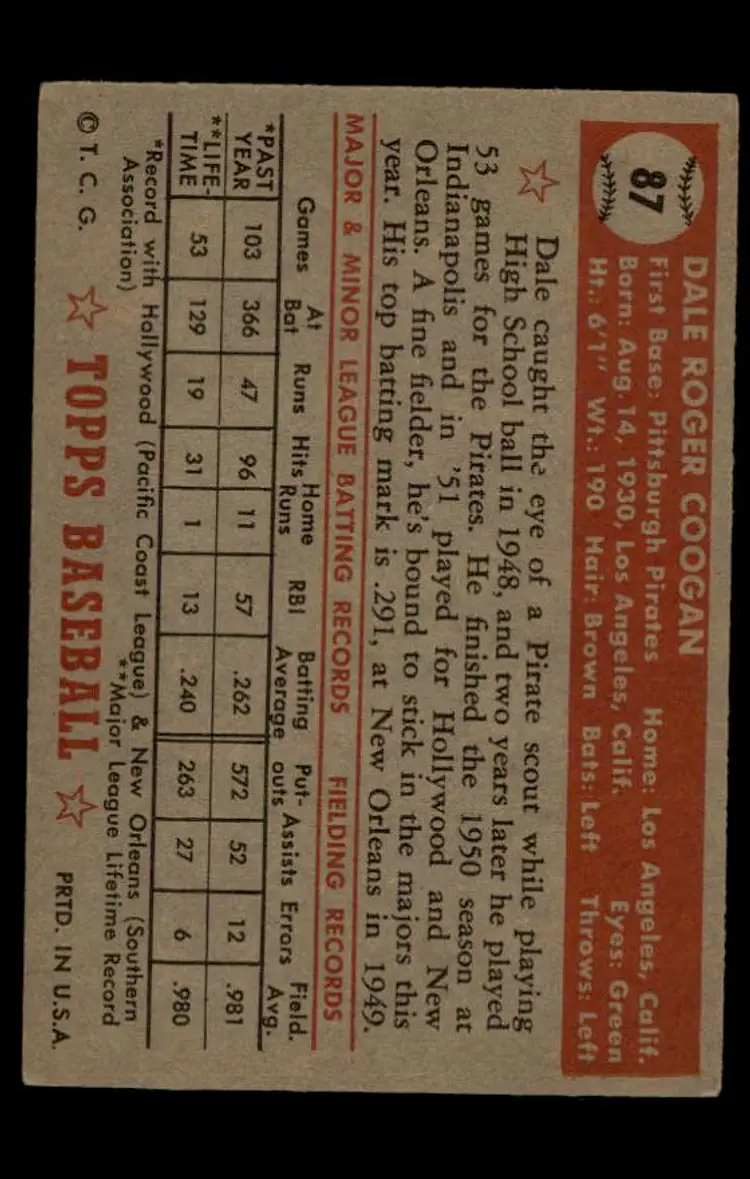 87
DALE ROGER COOGAN
First Base: Pittsburgh Pirates Home: Los Angeles, Calif.
Born: Aug. 14, 1930, Los Angeles, Calif. Eyes: Green
Ht.: 6'1" Wt.: 190 Hair: Brown Bats: Left Throws: Left
Dale caught the eye of a Pirate scout while playing
High School ball in 1948, and two years later he played
53 games for the Pirates. He finished the 1950 season at
Indianapolis and in '51 played for Hollywood and New
Orleans. A fine fielder, he's bound to stick in the majors this
year. His top batting mark is .291, at New Orleans in 1949.
MAJOR & MINOR LEAGUE BATTING RECORDS FIELDING RECORDS
Games At Bat Runs Hits Home Runs RBI Batting Average Put-outs Assists Errors Field. Avg.
*PAST YEAR 103 366 47 96 11 57 .262 572 52 12 .981
**LIFE-TIME 53 129 19 31 1 13 .240 263 27 6 .980
*Record with Hollywood (Pacific Coast League) & New Orleans (Southern
Association) **Major League Lifetime Record
© T. C. G. TOPPS BASEBALL PRTD. IN U.S.A.